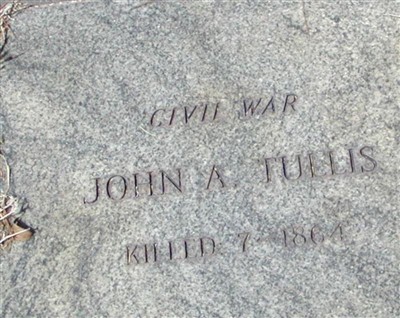 CIVIL WAR
JOHN A. TULLIS
KILLED 7- 1864